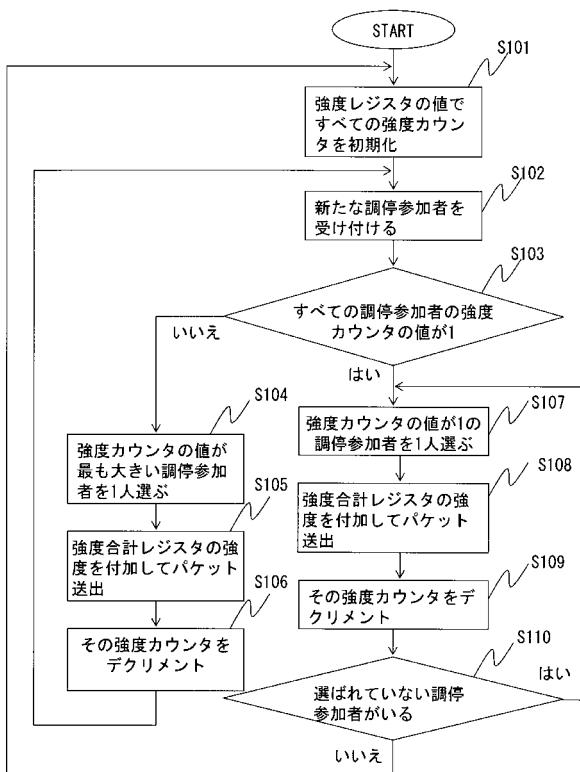 START
S101
強度レジスタの値で
すべての強度カウン
タを初期化
S102
新たな調停参加者を
受け付ける
S103
すべての調停参加者の強度
カウンタの値が1
いいえ
はい
S104
強度カウンタの値が
最も大きい調停参加
者を1人選ぶ
S105
強度合計レジスタの強
度を付加してパケット
送出
S106
その強度カウンタを
デクリメント
S107
強度カウンタの値が1の
調停参加者を1人選ぶ
S108
強度合計レジスタの強
度を付加してパケット
送出
S109
その強度カウンタをデ
クリメント
S110
選ばれていない調停
参加者がいる
はい
いいえ